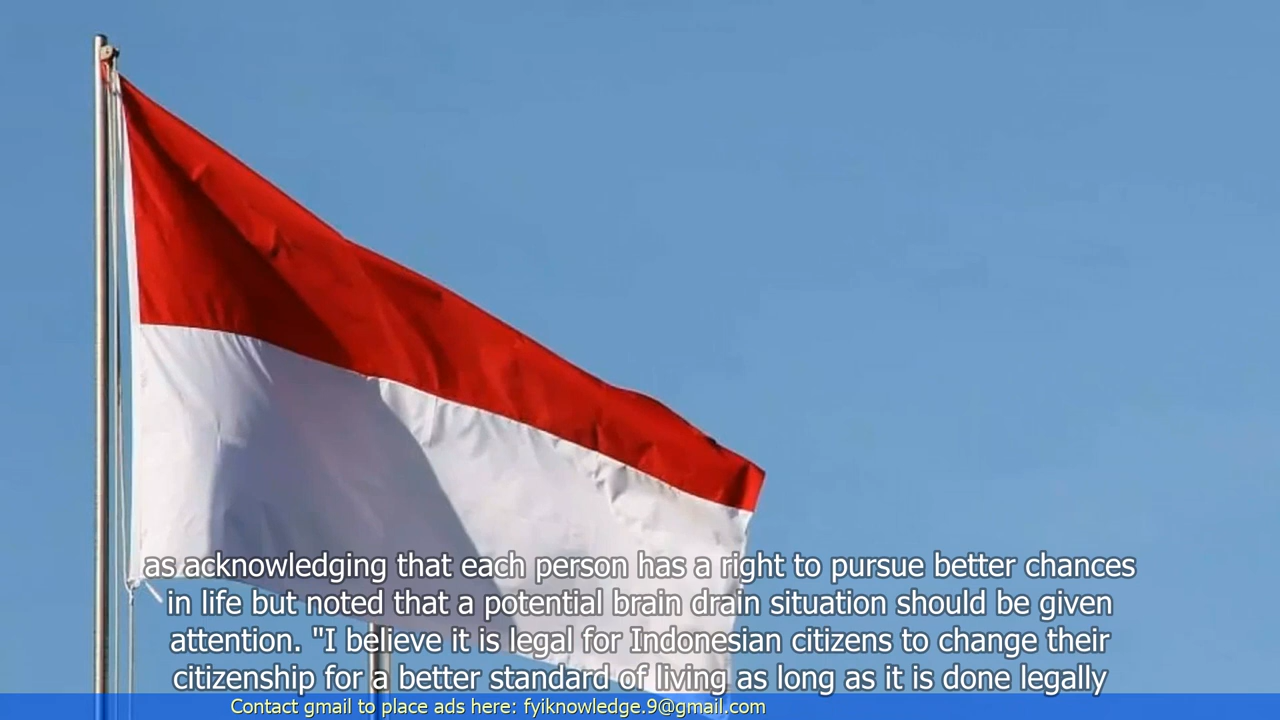 as acknowledging that each person has a right to pursue better chances
in life but noted that a potential brain drain situation should be given
attention. "I believe it is legal for Indonesian citizens to change their
citizenship for a better standard of living as long as it is done legally
Contact gmail to place ads here: fyiknowledge.9@gmail.com